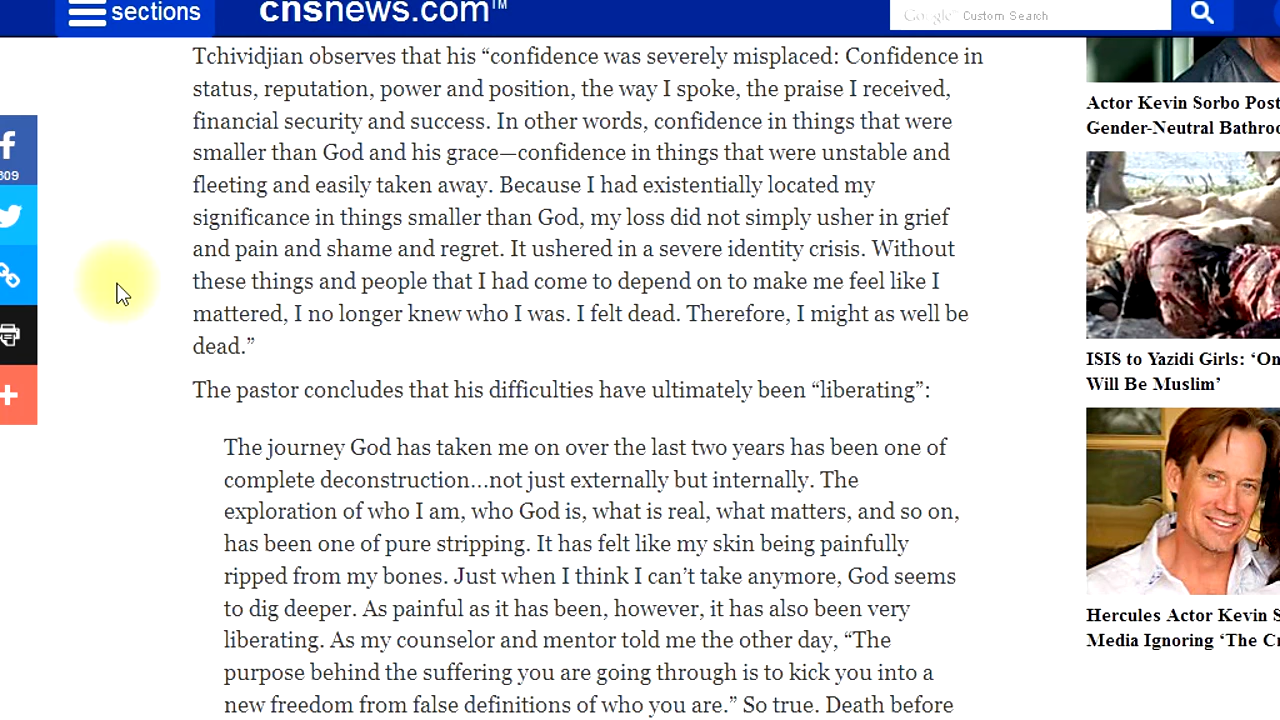 sections
cnsnews.com™
Google™ Custom Search
Tchividjian observes that his “confidence was severely misplaced: Confidence in
status, reputation, power and position, the way I spoke, the praise I received,
financial security and success. In other words, confidence in things that were
smaller than God and his grace—confidence in things that were unstable and
fleeting and easily taken away. Because I had existentially located my
significance in things smaller than God, my loss did not simply usher in grief
and pain and shame and regret. It ushered in a severe identity crisis. Without
these things and people that I had come to depend on to make me feel like I
mattered, I no longer knew who I was. I felt dead. Therefore, I might as well be
dead.”
The pastor concludes that his difficulties have ultimately been “liberating”:
The journey God has taken me on over the last two years has been one of
complete deconstruction...not just externally but internally. The
exploration of who I am, who God is, what is real, what matters, and so on,
has been one of pure stripping. It has felt like my skin being painfully
ripped from my bones. Just when I think I can’t take anymore, God seems
to dig deeper. As painful as it has been, however, it has also been very
liberating. As my counselor and mentor told me the other day, “The
purpose behind the suffering you are going through is to kick you into a
new freedom from false definitions of who you are.” So true. Death before
Actor Kevin Sorbo Post
Gender-Neutral Bathroo
ISIS to Yazidi Girls: ‘On
Will Be Muslim’
Hercules Actor Kevin S
Media Ignoring ‘The Cr